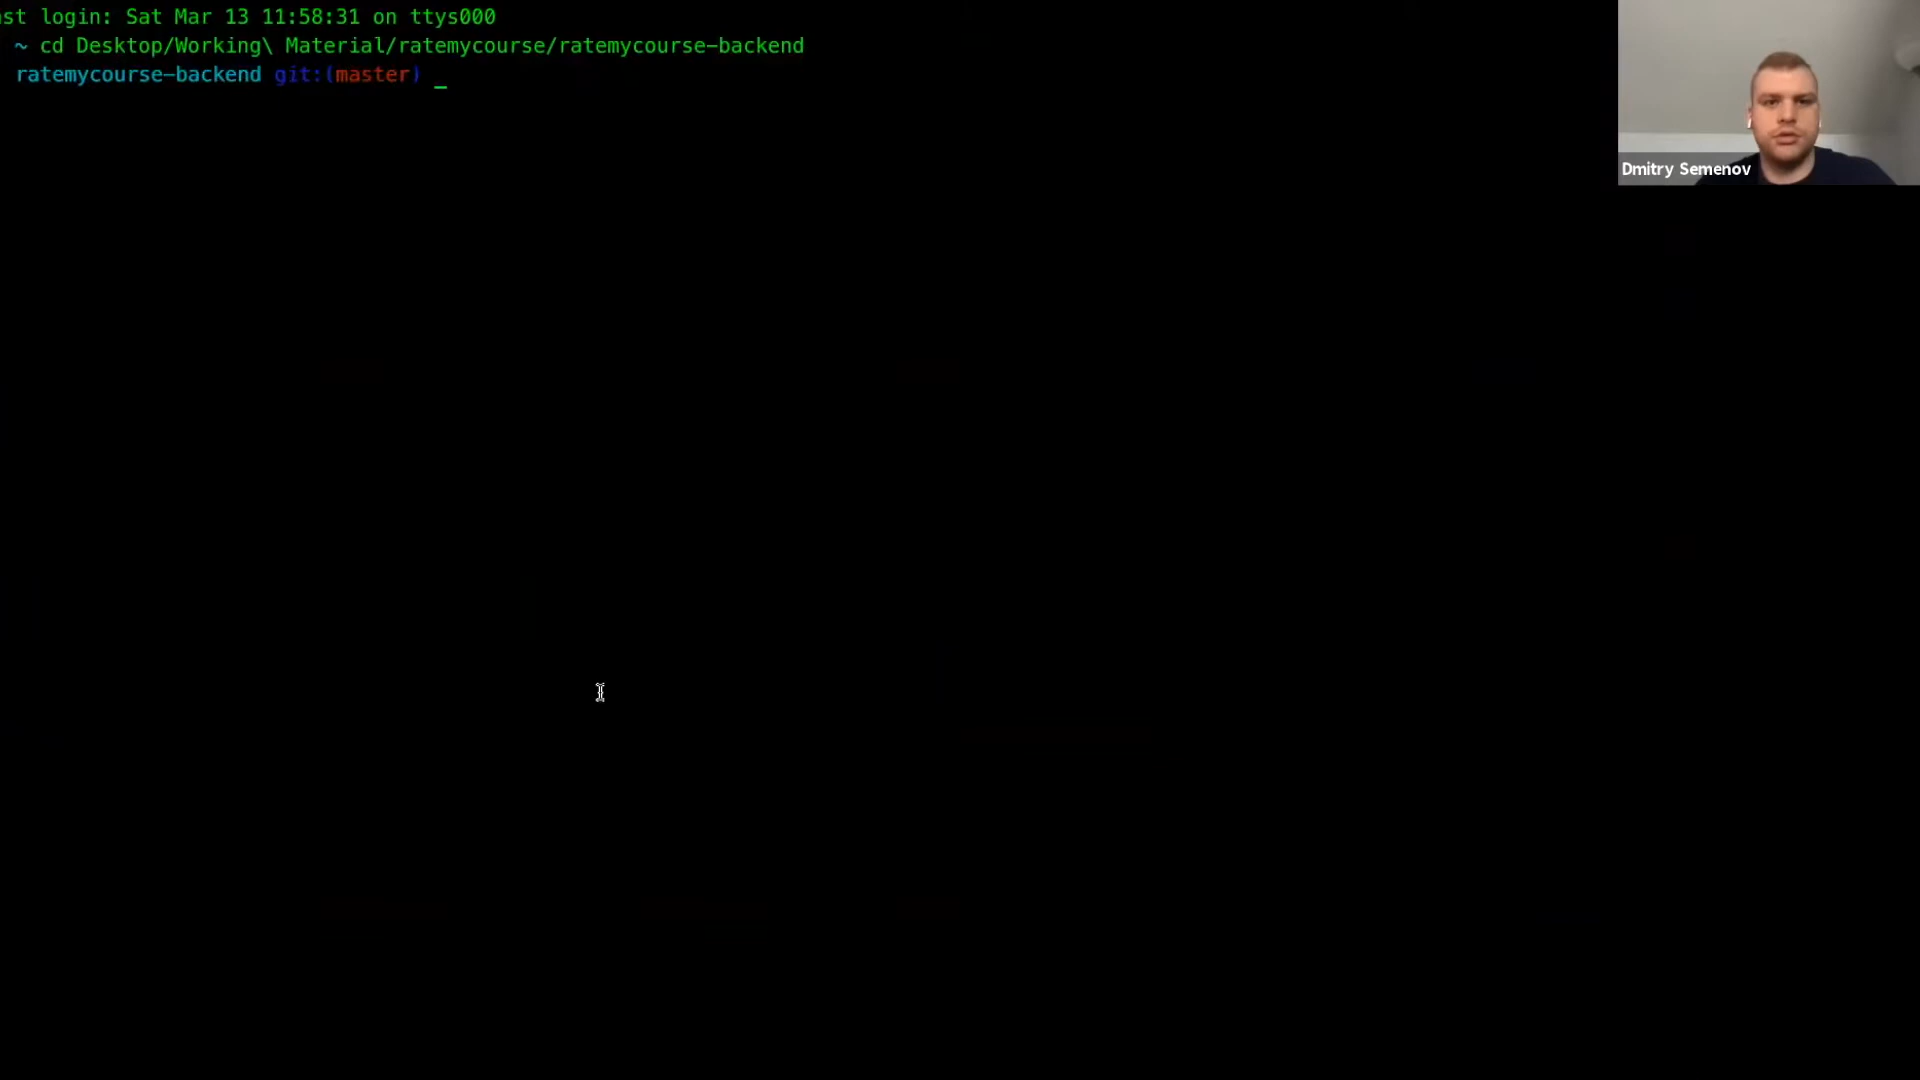 st login: Sat Mar 13 11:58:31 on ttys000
~ cd Desktop/Working\ Material/ratemycourse/ratemycourse-backend
ratemycourse-backend git:(master) _
Dmitry Semenov